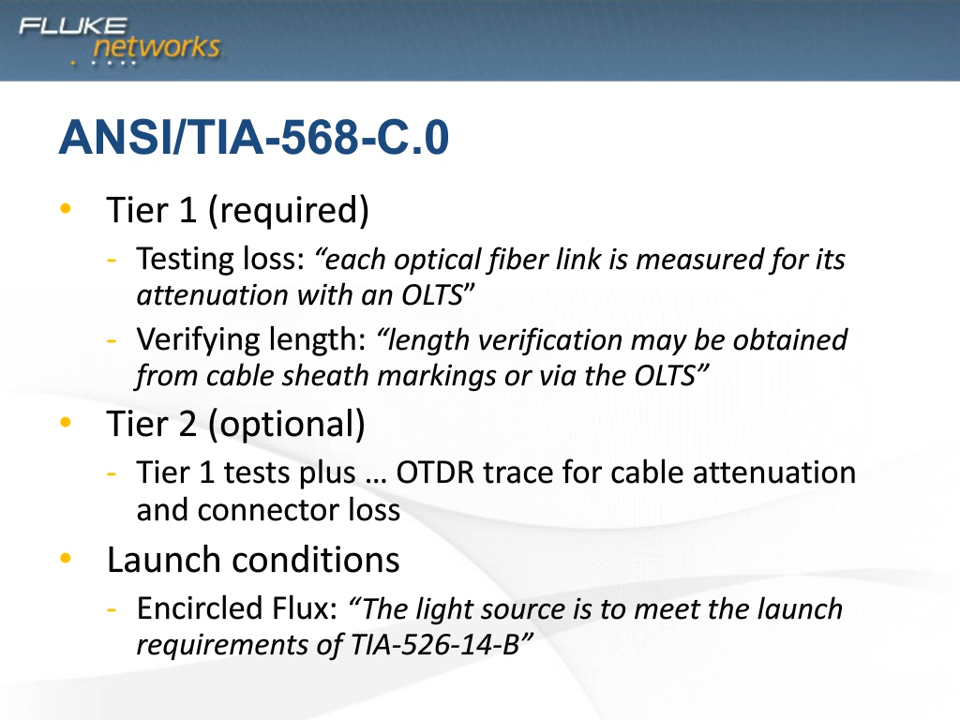 FLUKE
networks
ANSI/TIA-568-C.0
• Tier 1 (required)
- Testing loss: “each optical fiber link is measured for its
attenuation with an OLTS”
- Verifying length: “length verification may be obtained
from cable sheath markings or via the OLTS”
• Tier 2 (optional)
- Tier 1 tests plus … OTDR trace for cable attenuation
and connector loss
• Launch conditions
- Encircled Flux: “The light source is to meet the launch
requirements of TIA-526-14-B”